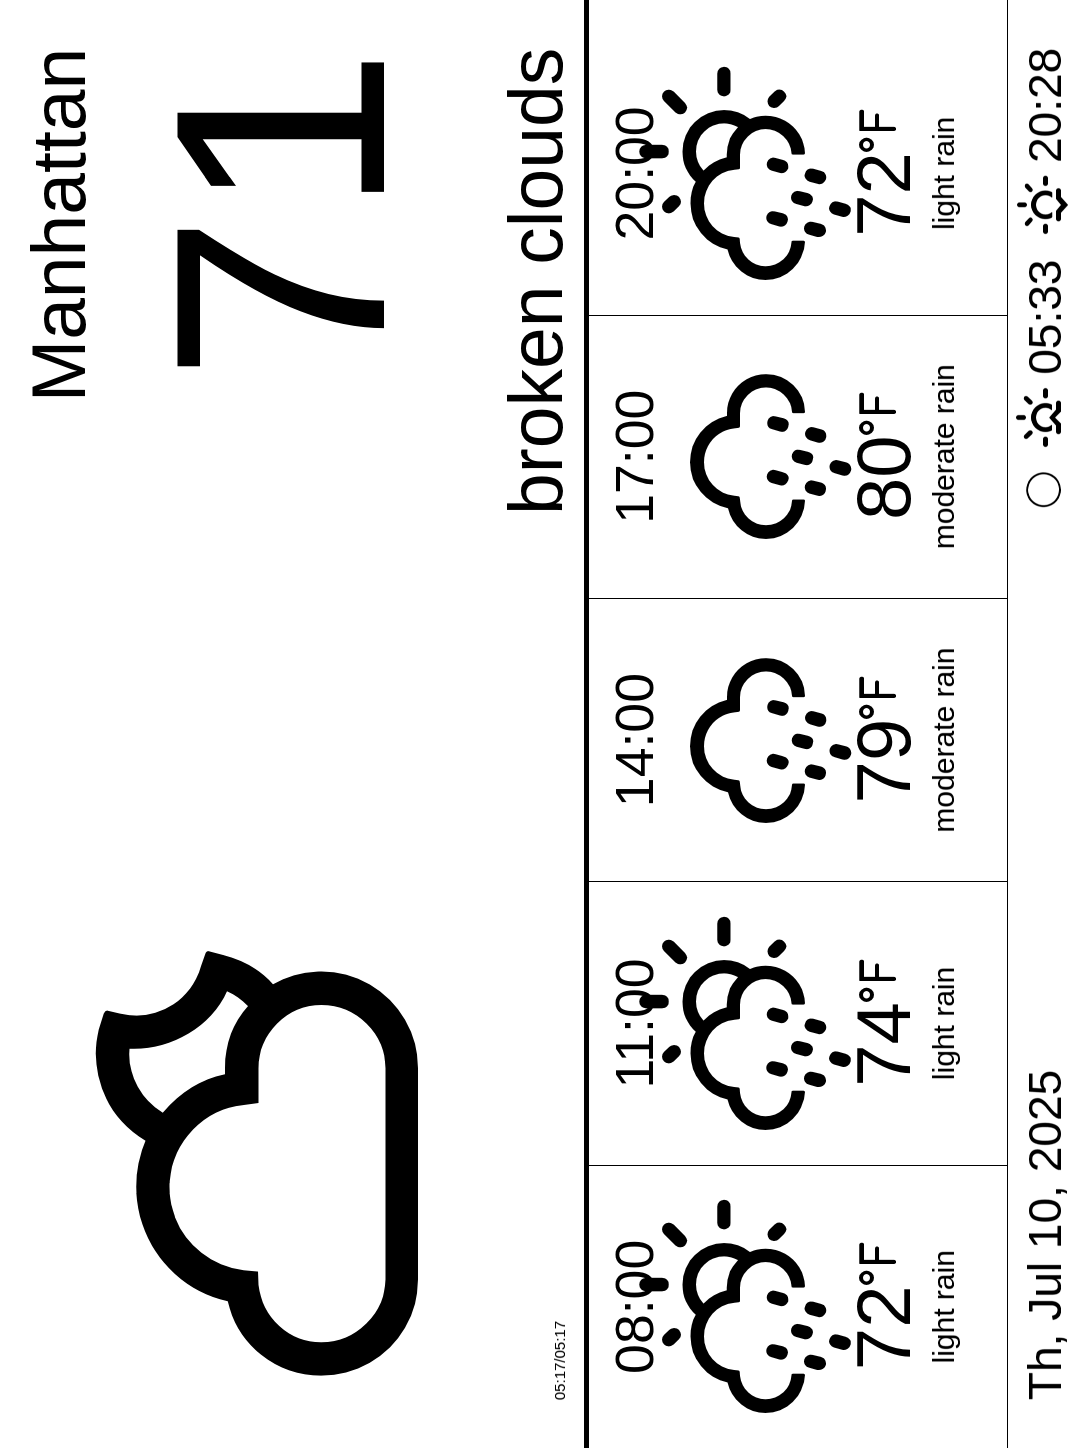 Manhattan
71
broken clouds
05:17/05:17
08:00 11:00 14:00 17:00 20:00
72°F 74°F 79°F 80°F 72°F
light rain light rain moderate rain moderate rain light rain
Th, Jul 10, 2025 05:33 20:28